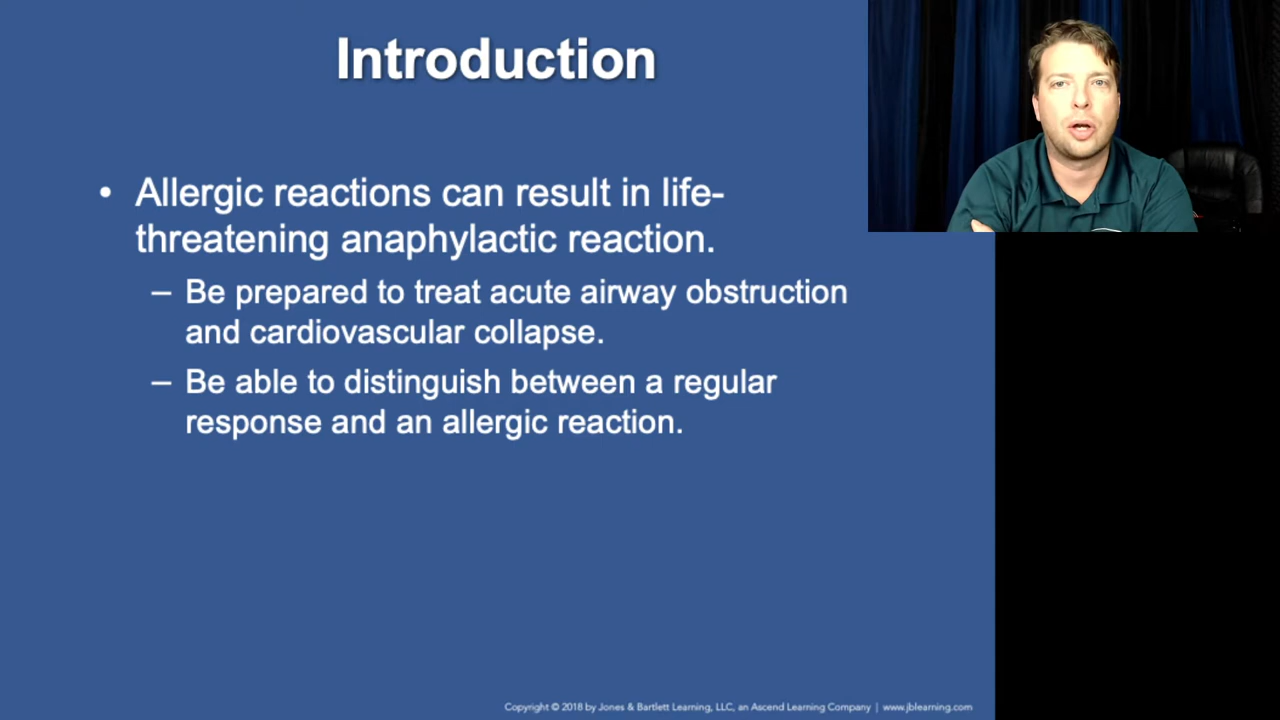 Introduction
• Allergic reactions can result in life-
threatening anaphylactic reaction.
– Be prepared to treat acute airway obstruction
and cardiovascular collapse.
– Be able to distinguish between a regular
response and an allergic reaction.
Copyright © 2018 by Jones & Bartlett Learning, LLC, an Ascend Learning Company | www.jblearning.com